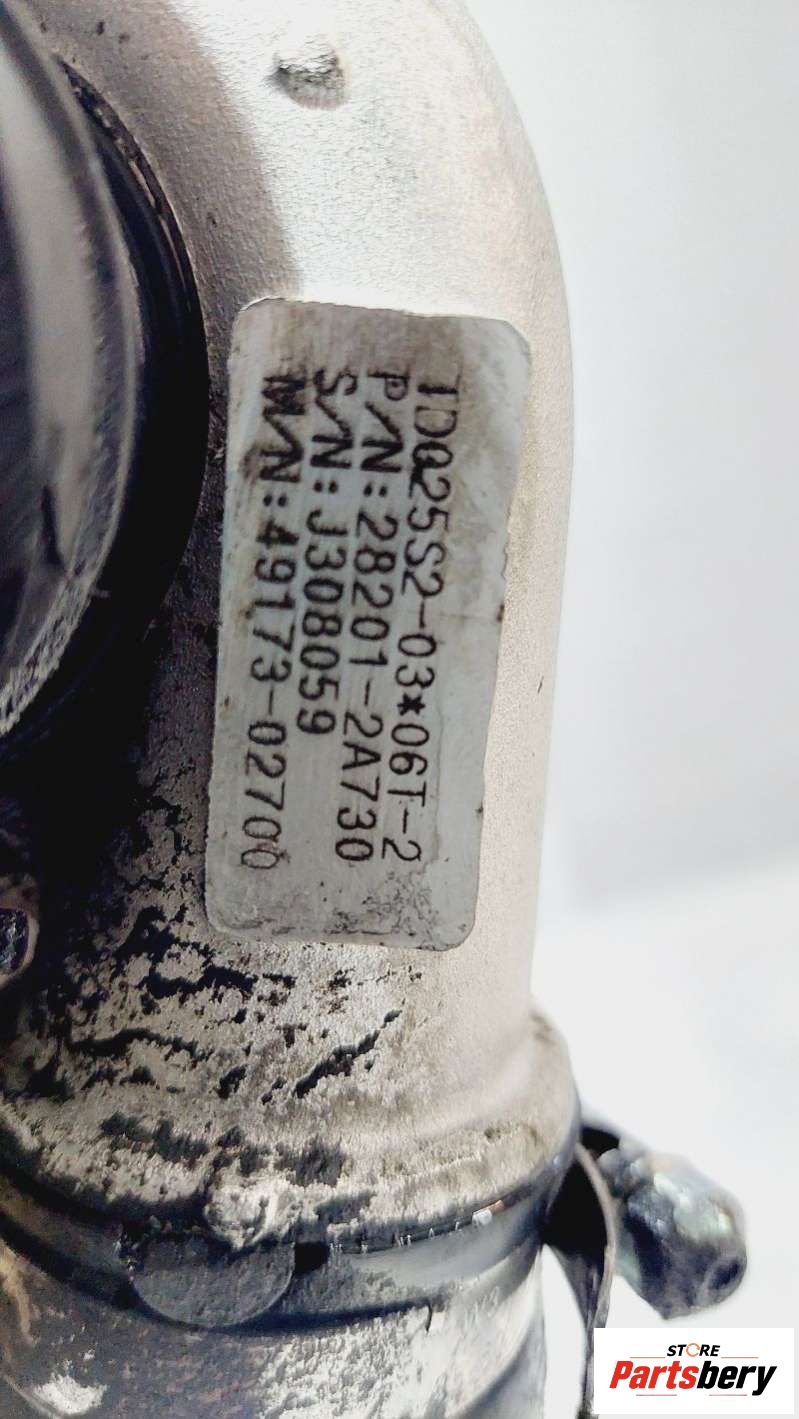 TD025S2-03*06T-2
P/N:28201-2A730
S/N:J308059
M/N:49173-02700
STORE
Partsbery